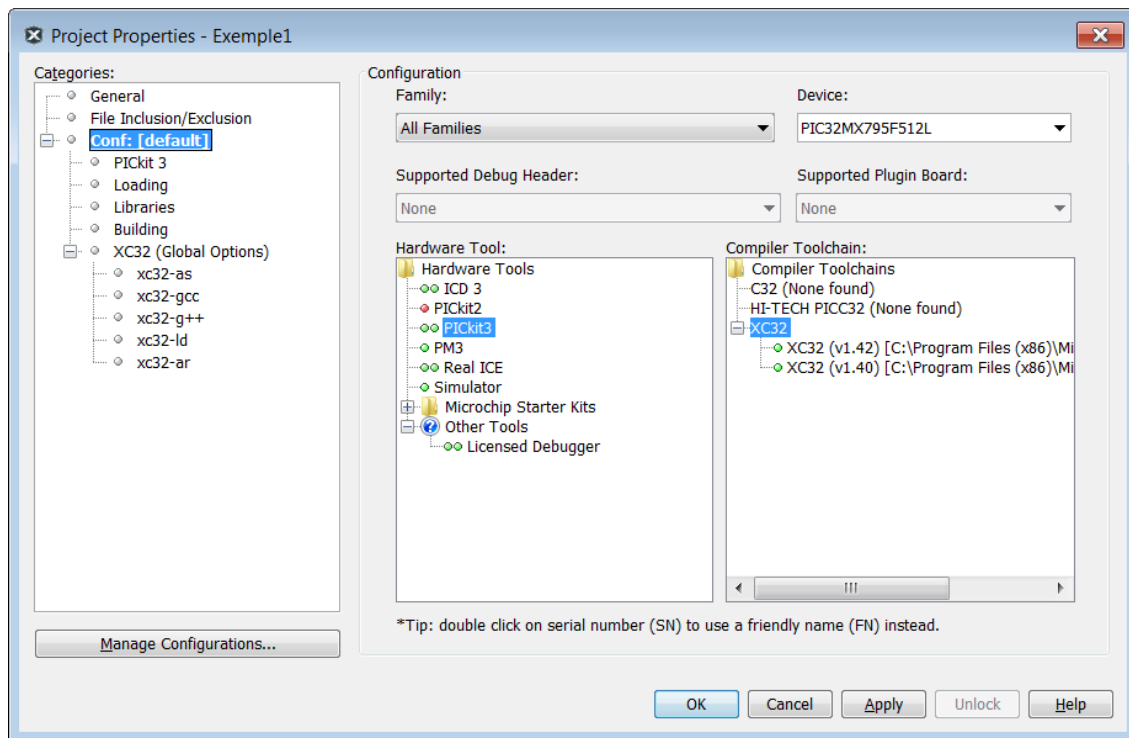 Project Properties - Exemple1
Categories:
General
File Inclusion/Exclusion
Conf: [default]
PICkit 3
Loading
Libraries
Building
XC32 (Global Options)
xc32-as
xc32-gcc
xc32-g++
xc32-ld
xc32-ar
Manage Configurations...
Configuration
Family:
All Families
Device:
PIC32MX795F512L
Supported Debug Header:
None
Supported Plugin Board:
None
Hardware Tool:
Hardware Tools
ICD 3
PICkit2
PICkit3
PM3
Real ICE
Simulator
Microchip Starter Kits
Other Tools
Licensed Debugger
Compiler Toolchain:
Compiler Toolchains
C32 (None found)
HI-TECH PICC32 (None found)
XC32
XC32 (v1.42) [C:\Program Files (x86)\Mi
XC32 (v1.40) [C:\Program Files (x86)\Mi
*Tip: double click on serial number (SN) to use a friendly name (FN) instead.
OK
Cancel
Apply
Unlock
Help